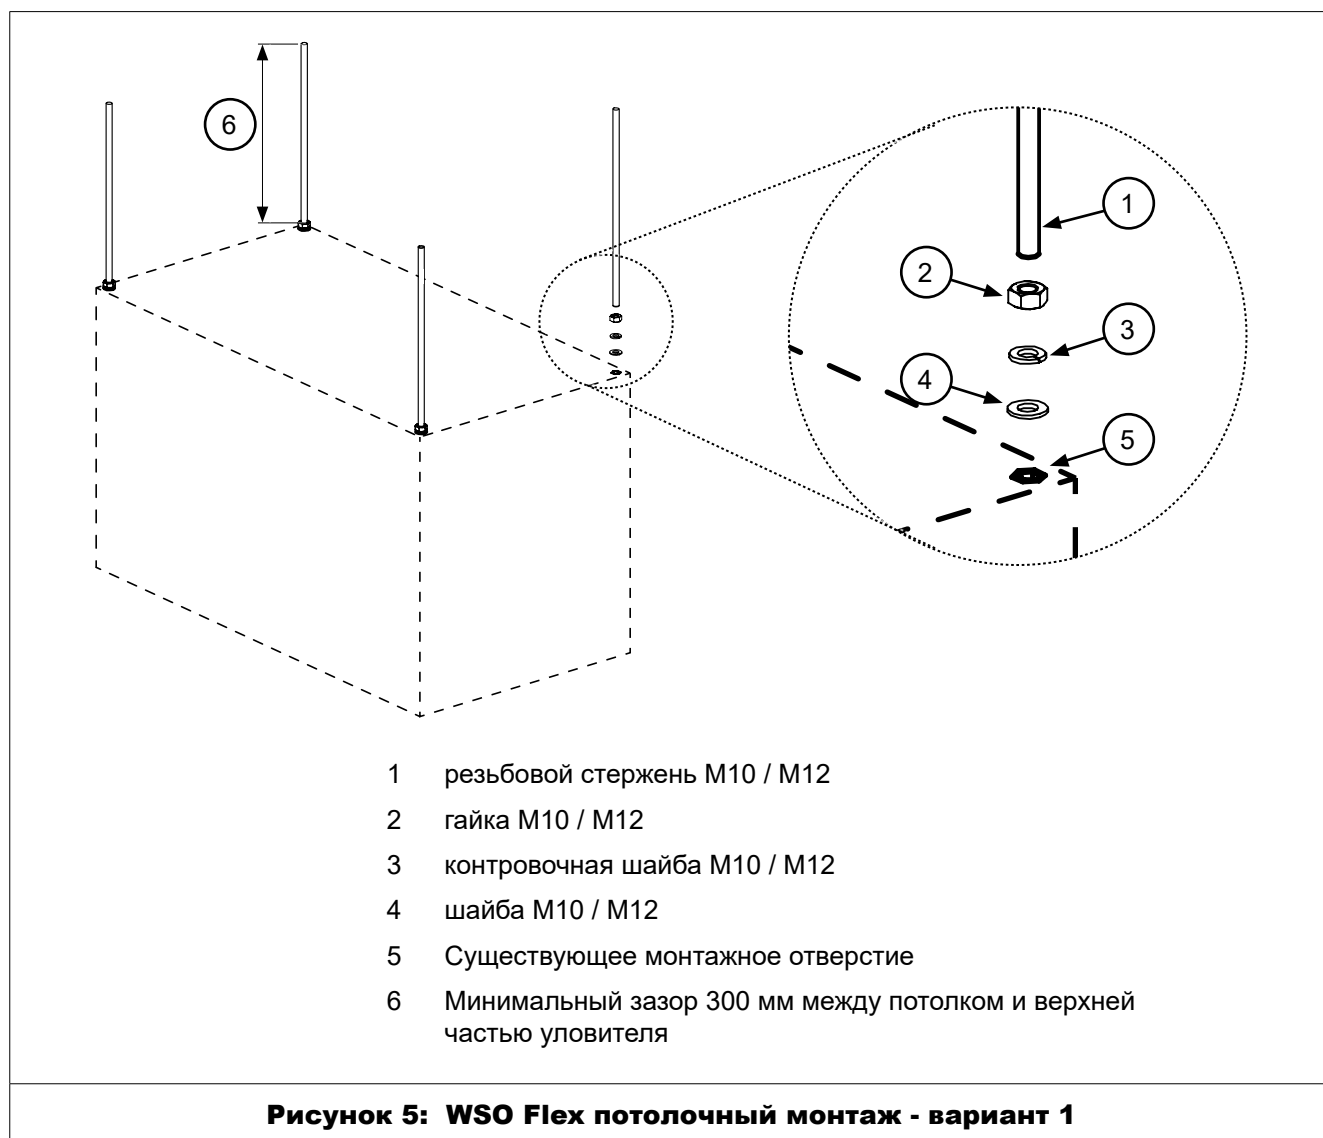 6
1
2
3
4
5
1 резьбовой стержень M10 / M12
2 гайка M10 / M12
3 контровочная шайба M10 / M12
4 шайба M10 / M12
5 Существующее монтажное отверстие
6 Минимальный зазор 300 мм между потолком и верхней
частью уловителя
Рисунок 5: WSO Flex потолочный монтаж - вариант 1